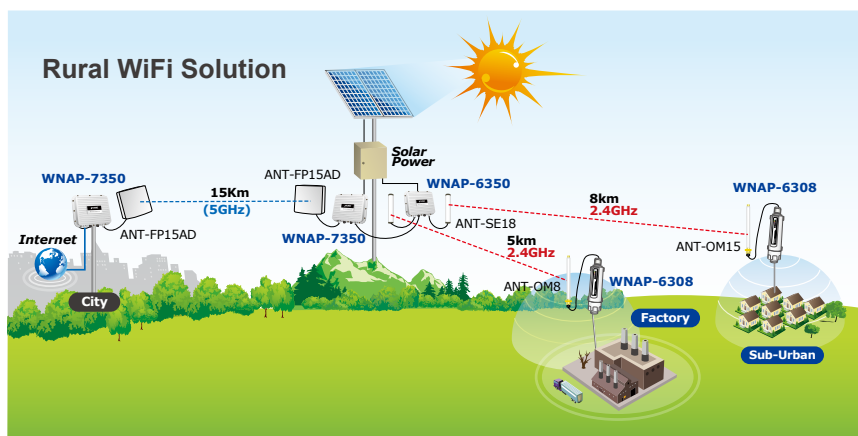 Rural WiFi Solution
Solar
Power
WNAP-7350
ANT-FP15AD
15Km
(5GHz)
ANT-FP15AD
WNAP-7350
WNAP-6350
ANT-SE18
8km
2.4GHz
5km
2.4GHz
WNAP-6308
ANT-OM15
ANT-OM8
WNAP-6308
Internet
City
Factory
Sub-Urban